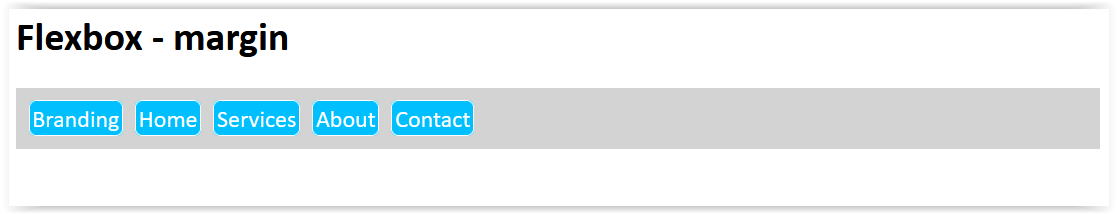 Flexbox - margin
Branding Home Services About Contact